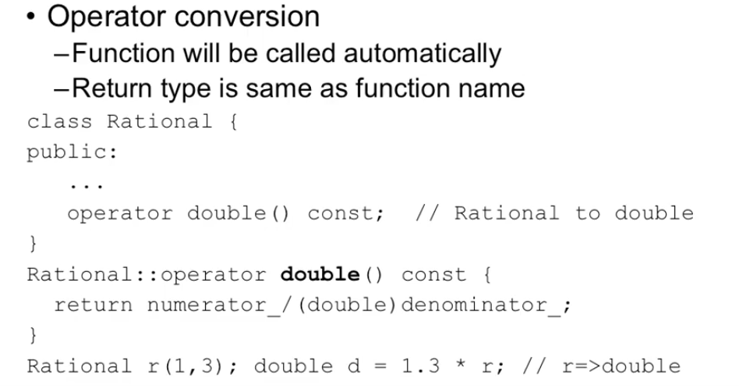 • Operator conversion
–Function will be called automatically
–Return type is same as function name
class Rational {
public:
...
operator double() const; // Rational to double
}
Rational::operator double() const {
return numerator_/(double)denominator_;
}
Rational r(1,3); double d = 1.3 * r; // r=>double